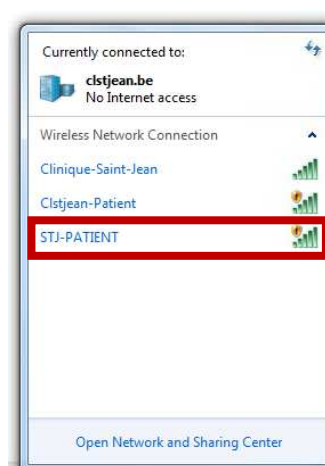 Currently connected to:
clstjean.be
No Internet access
Wireless Network Connection
Clinique-Saint-Jean
Clstjean-Patient
STJ-PATIENT
Open Network and Sharing Center